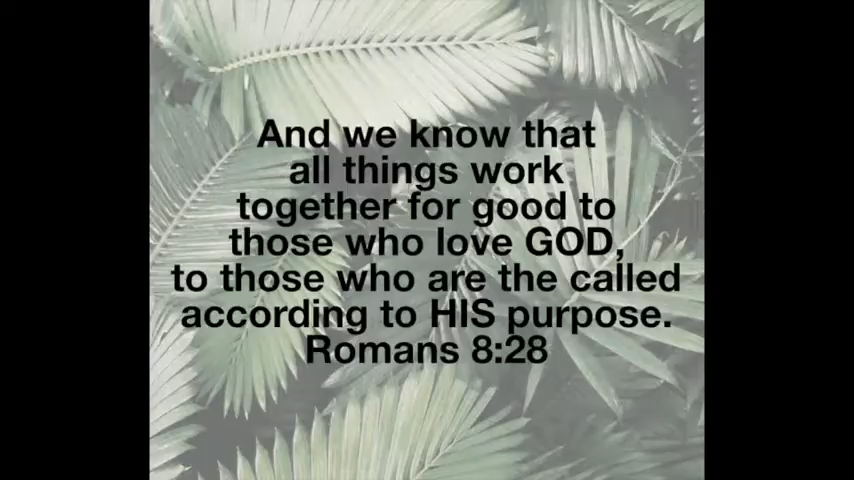 And we know that
all things work
together for good to
those who love GOD,
to those who are the called
according to HIS purpose.
Romans 8:28